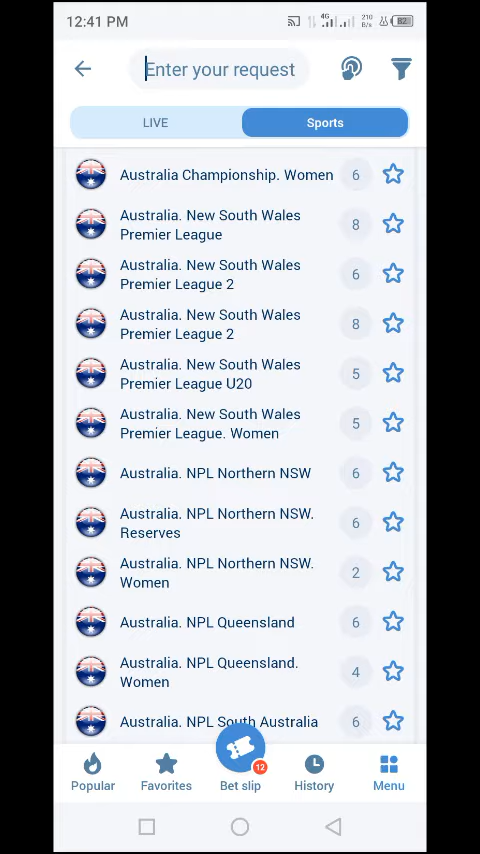 12:41 PM
4G
210
B/s
82
Enter your request
LIVE
Sports
Australia Championship. Women 6
Australia. New South Wales
Premier League
8
Australia. New South Wales
Premier League 2
6
Australia. New South Wales
Premier League 2
8
Australia. New South Wales
Premier League U20
5
Australia. New South Wales
Premier League. Women
5
Australia. NPL Northern NSW 6
Australia. NPL Northern NSW.
Reserves
6
Australia. NPL Northern NSW.
Women
2
Australia. NPL Queensland 6
Australia. NPL Queensland.
Women
4
Australia. NPL South Australia 6
12
Popular
Favorites
Bet slip
History
Menu